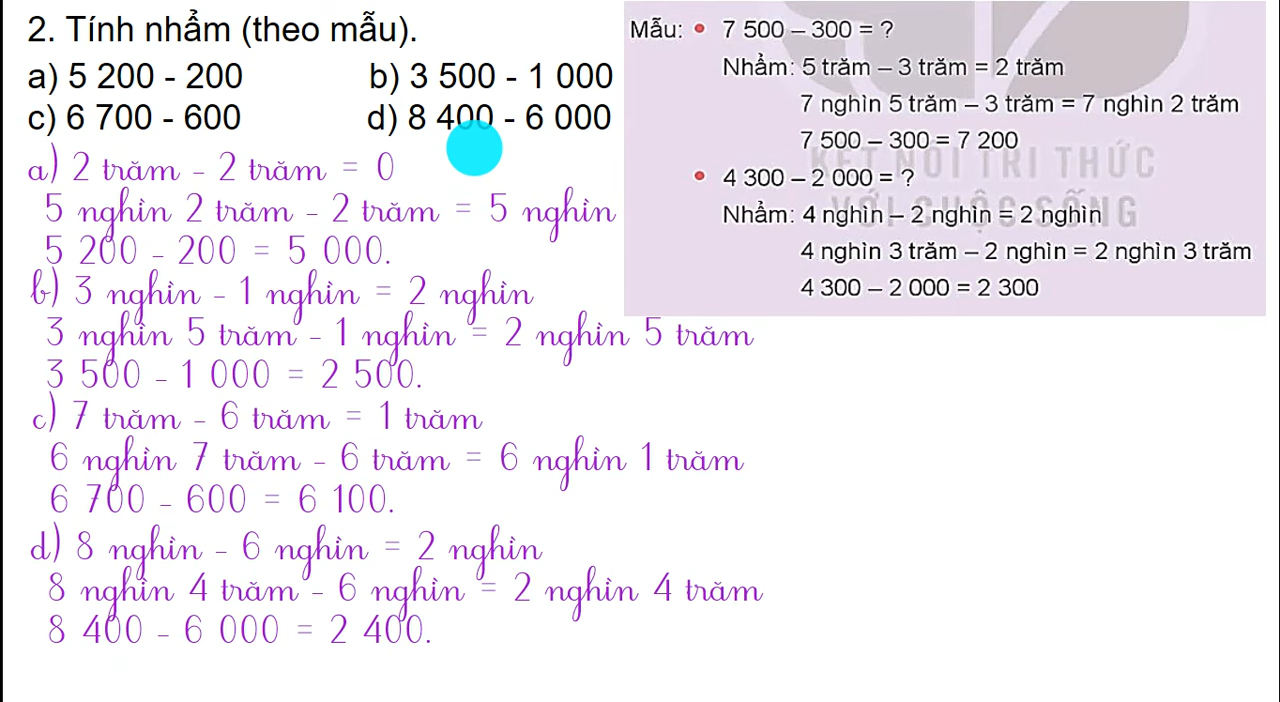 2. Tính nhẩm (theo mẫu).
a) 5 200 - 200 b) 3 500 - 1 000
c) 6 700 - 600 d) 8 400 - 6 000
Mẫu: • 7 500 – 300 = ?
Nhẩm: 5 trăm – 3 trăm = 2 trăm
7 nghìn 5 trăm – 3 trăm = 7 nghìn 2 trăm
7 500 – 300 = 7 200
• 4 300 – 2 000 = ?
Nhẩm: 4 nghìn – 2 nghìn = 2 nghìn
4 nghìn 3 trăm – 2 nghìn = 2 nghìn 3 trăm
4 300 – 2 000 = 2 300
KẾT NỐI TRI THỨC
VỚI CUỘC SỐNG
a) 2 trăm - 2 trăm = 0
5 nghìn 2 trăm - 2 trăm = 5 nghìn
5 200 - 200 = 5 000.
b) 3 nghìn - 1 nghìn = 2 nghìn
3 nghìn 5 trăm - 1 nghìn = 2 nghìn 5 trăm
3 500 - 1 000 = 2 500.
c) 7 trăm - 6 trăm = 1 trăm
6 nghìn 7 trăm - 6 trăm = 6 nghìn 1 trăm
6 700 - 600 = 6 100.
d) 8 nghìn - 6 nghìn = 2 nghìn
8 nghìn 4 trăm - 6 nghìn = 2 nghìn 4 trăm
8 400 - 6 000 = 2 400.